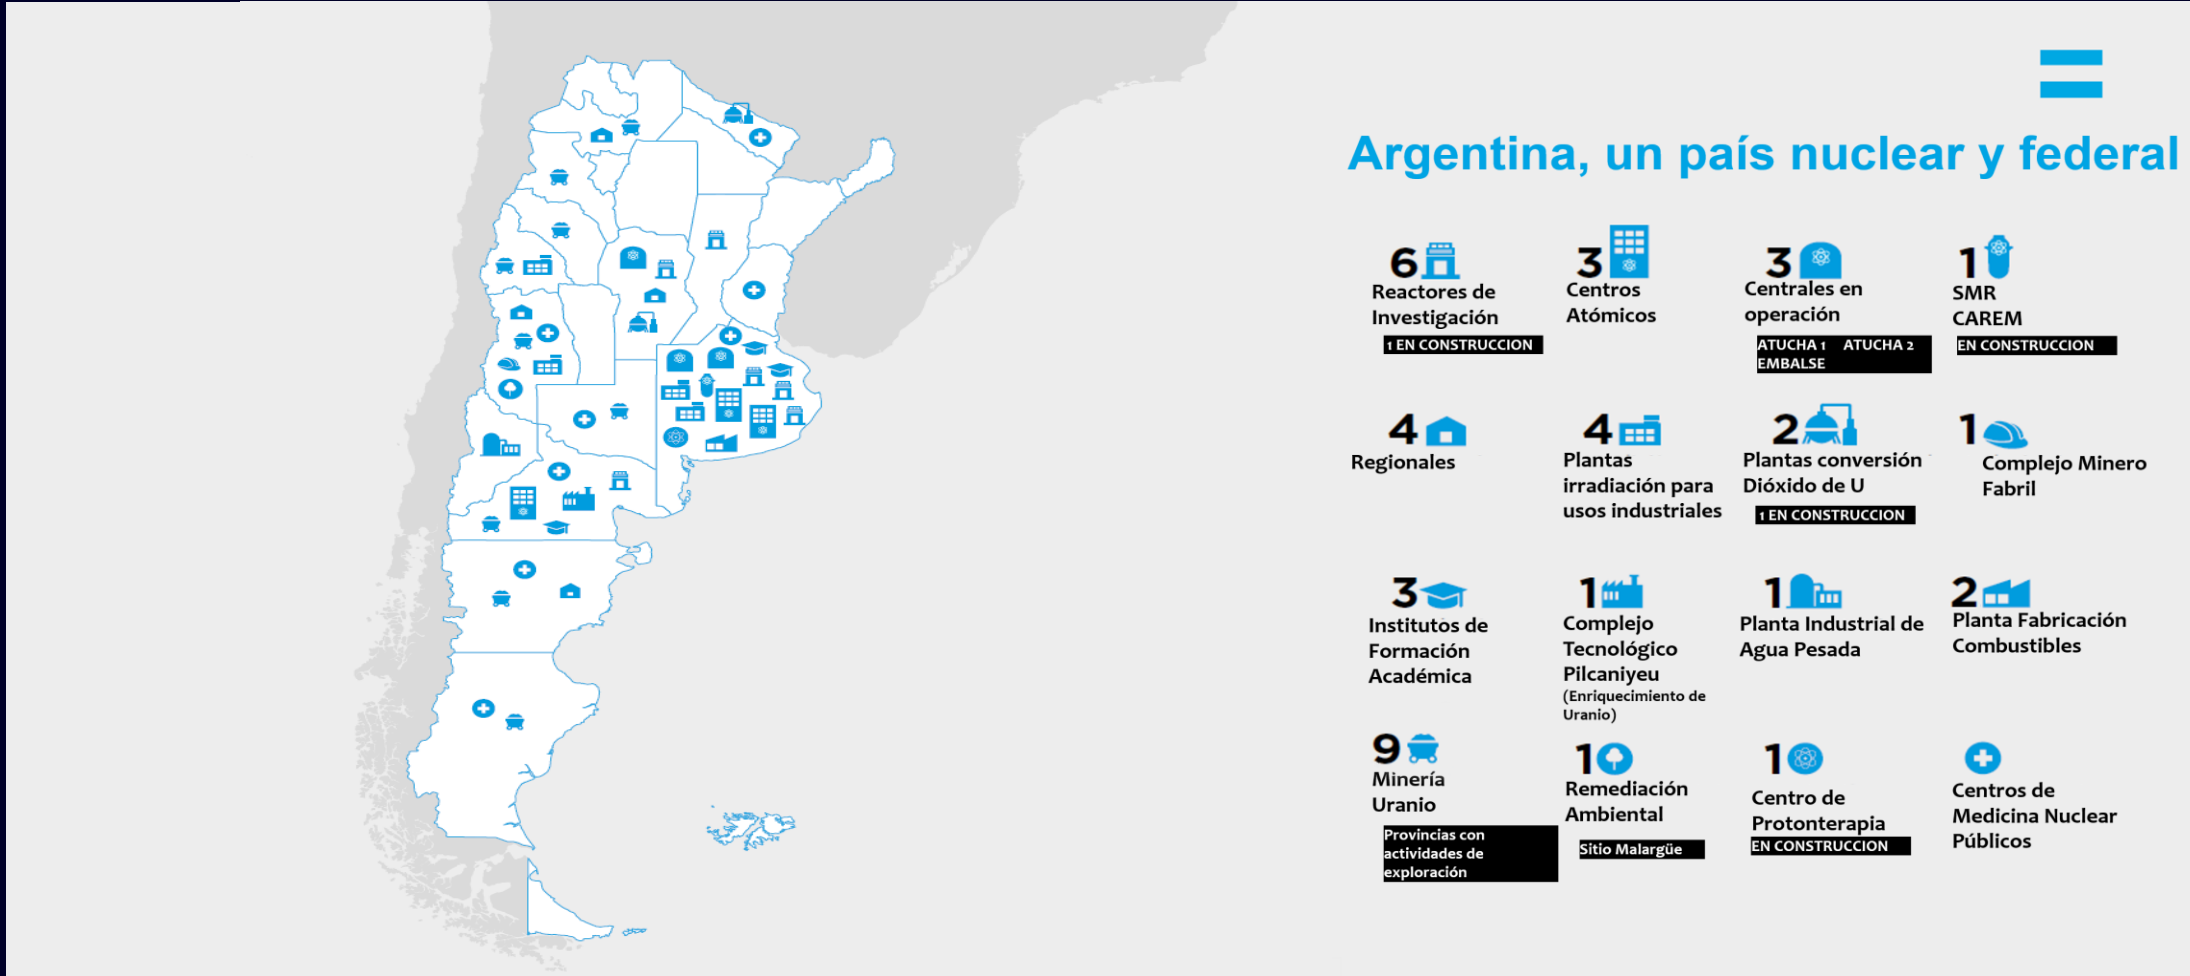 Argentina, un país nuclear y federal
6
Reactores de
Investigación
1 EN CONSTRUCCION
3
Centros
Atómicos
3
Centrales en
operación
ATUCHA 1 ATUCHA 2
EMBALSE
1
SMR
CAREM
EN CONSTRUCCION
4
Regionales
4
Plantas
irradiación para
usos industriales
2
Plantas conversión
Dióxido de U
1 EN CONSTRUCCION
1
Complejo Minero
Fabril
3
Institutos de
Formación
Académica
1
Complejo
Tecnológico
Pilcaniyeu
(Enriquecimiento de
Uranio)
1
Planta Industrial de
Agua Pesada
2
Planta Fabricación
Combustibles
9
Minería
Uranio
Provincias con
actividades de
exploración
1
Remediación
Ambiental
Sitio Malargüe
1
Centro de
Protonterapia
EN CONSTRUCCION
Centros de
Medicina Nuclear
Públicos